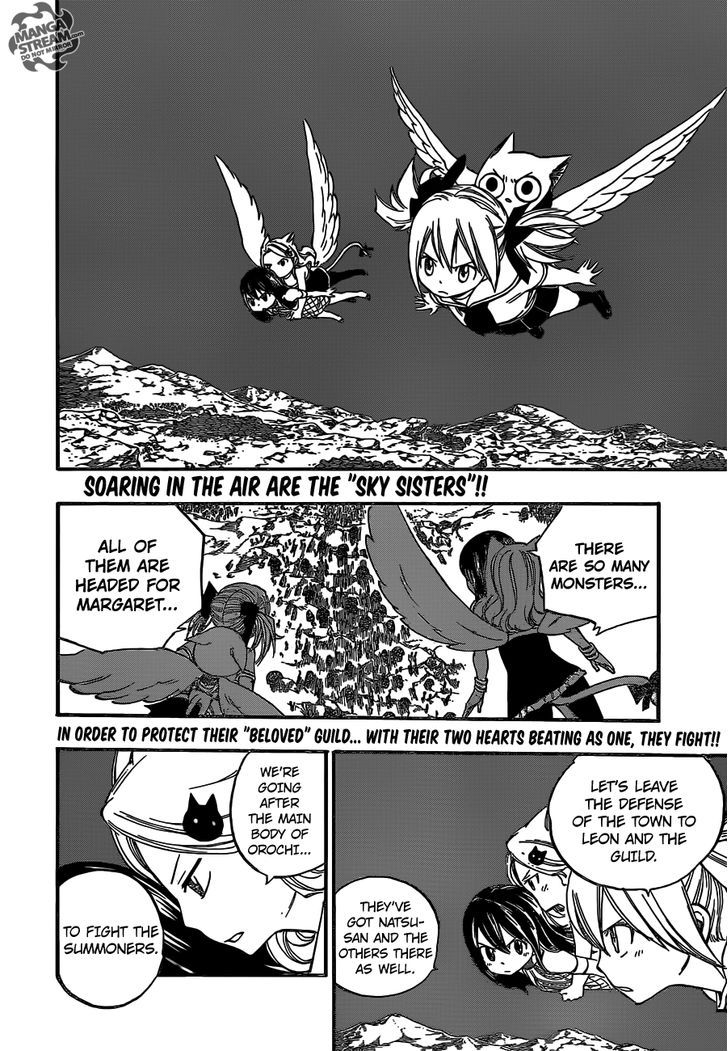 MANGA
STREAM.com
DO NOT MIRROR
SOARING IN THE AIR ARE THE "SKY SISTERS"!!
THERE
ARE SO MANY
MONSTERS...
ALL OF
THEM ARE
HEADED FOR
MARGARET...
IN ORDER TO PROTECT THEIR "BELOVED" GUILD... WITH THEIR TWO HEARTS BEATING AS ONE, THEY FIGHT!!
LET'S LEAVE
THE DEFENSE
OF THE TOWN TO
LEON AND THE
GUILD.
THEY'VE
GOT NATSU-
SAN AND THE
OTHERS THERE
AS WELL.
WE'RE
GOING
AFTER
THE MAIN
BODY OF
OROCHI...
TO FIGHT THE
SUMMONERS.